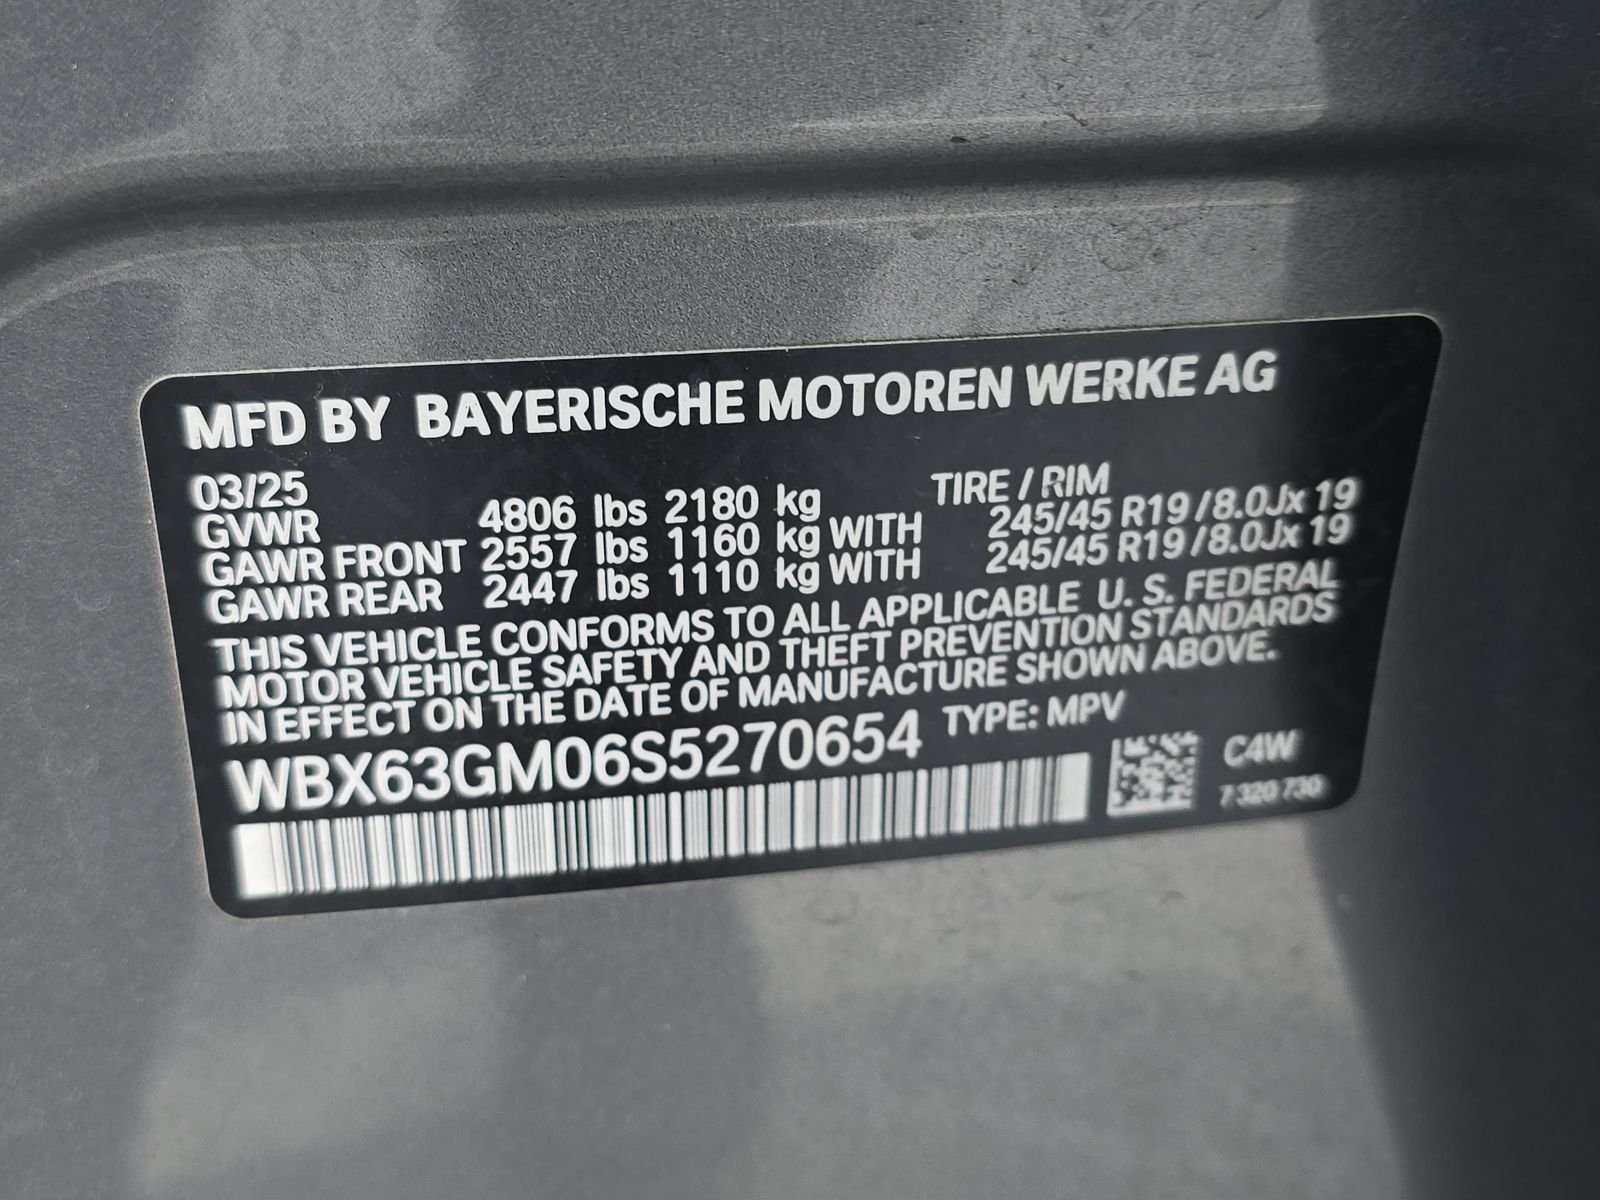 MFD BY BAYERISCHE MOTOREN WERKE AG
03/25 TIRE / RIM
GVWR 4806 lbs 2180 kg
GAWR FRONT 2557 lbs 1160 kg WITH 245/45 R19 /8.0Jx 19
GAWR REAR 2447 lbs 1110 kg WITH 245/45 R19 /8.0Jx 19
THIS VEHICLE CONFORMS TO ALL APPLICABLE U. S. FEDERAL
MOTOR VEHICLE SAFETY AND THEFT PREVENTION STANDARDS
IN EFFECT ON THE DATE OF MANUFACTURE SHOWN ABOVE.
WBX63GM06S5270654 TYPE: MPV
C4W
7 320 730